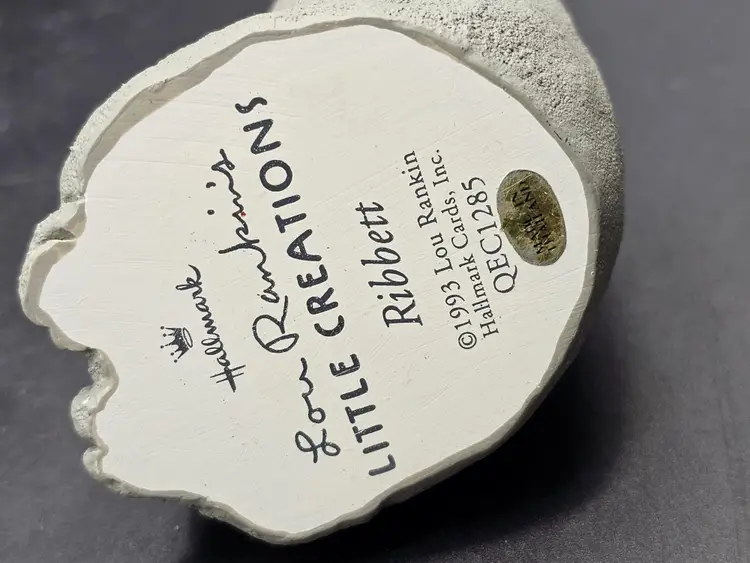 Hallmark
Lou Rankin's
LITTLE CREATIONS
Ribbett
©1993 Lou Rankin
Hallmark Cards, Inc.
QEC1285